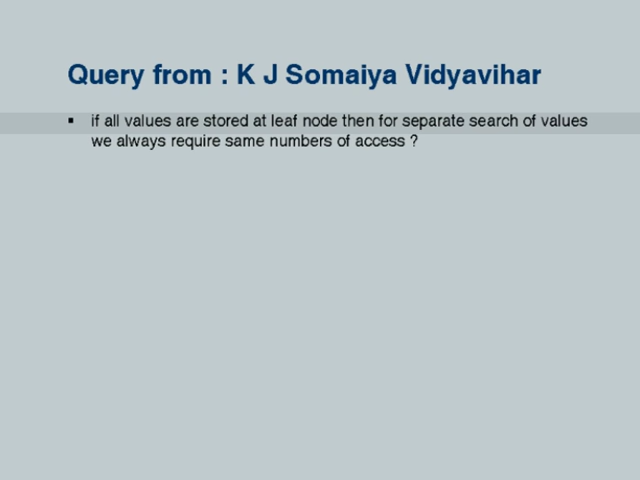 Query from : K J Somaiya Vidyavihar
▪ if all values are stored at leaf node then for separate search of values
we always require same numbers of access ?